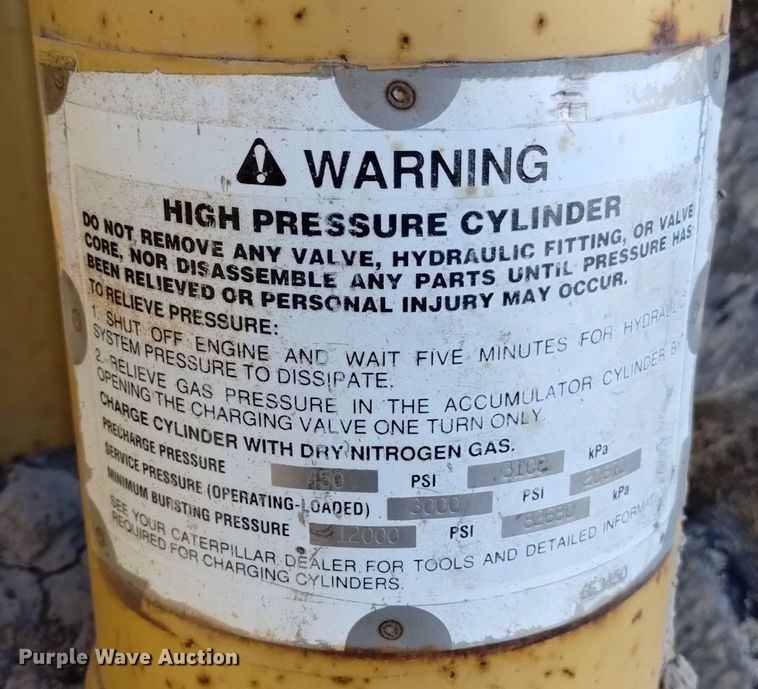 WARNING
HIGH PRESSURE CYLINDER
DO NOT REMOVE ANY VALVE, HYDRAULIC FITTING, OR VALVE
CORE, NOR DISASSEMBLE ANY PARTS UNTIL PRESSURE HAS
BEEN RELIEVED OR PERSONAL INJURY MAY OCCUR.
TO RELIEVE PRESSURE:
1. SHUT OFF ENGINE AND WAIT FIVE MINUTES FOR HYDRAULIC
SYSTEM PRESSURE TO DISSIPATE.
2. RELIEVE GAS PRESSURE IN THE ACCUMULATOR CYLINDER BY
OPENING THE CHARGING VALVE ONE TURN ONLY.
CHARGE CYLINDER WITH DRY NITROGEN GAS.
PRECHARGE PRESSURE 450 PSI 3100 kPa
SERVICE PRESSURE (OPERATING-LOADED) 3000 PSI kPa
MINIMUM BURSTING PRESSURE 12000 PSI
SEE YOUR CATERPILLAR DEALER FOR TOOLS AND DETAILED
REQUIRED FOR CHARGING CYLINDERS.
Purple Wave Auction